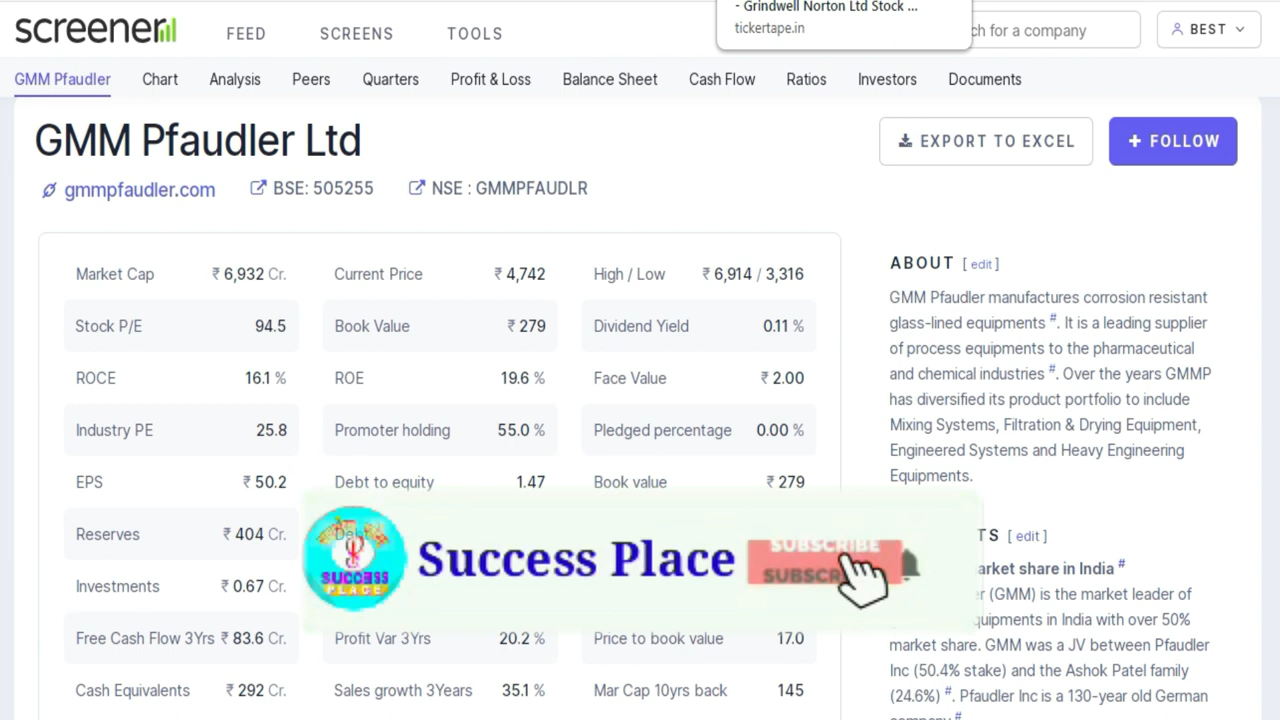 - Grindwell Norton Ltd Stock ...
tickertape.in
screener
FEED SCREENS TOOLS
ch for a company
BEST
GMM Pfaudler Chart Analysis Peers Quarters Profit & Loss Balance Sheet Cash Flow Ratios Investors Documents
GMM Pfaudler Ltd
EXPORT TO EXCEL
+ FOLLOW
gmmpfaudler.com BSE: 505255 NSE : GMMPFAUDLR
Market Cap ₹ 6,932 Cr. Current Price ₹ 4,742 High / Low ₹ 6,914 / 3,316
Stock P/E 94.5 Book Value ₹ 279 Dividend Yield 0.11 %
ROCE 16.1 % ROE 19.6 % Face Value ₹ 2.00
Industry PE 25.8 Promoter holding 55.0 % Pledged percentage 0.00 %
EPS ₹ 50.2 Debt to equity 1.47 Book value ₹ 279
Reserves ₹ 404 Cr. Debt
Investments ₹ 0.67 Cr.
Free Cash Flow 3Yrs ₹ 83.6 Cr. Profit Var 3Yrs 20.2 % Price to book value 17.0
Cash Equivalents ₹ 292 Cr. Sales growth 3Years 35.1 % Mar Cap 10yrs back 145
SUCCESS
PLACE
Success Place
SUBSCRIBE
SUBSCR
ABOUT [ edit ]
GMM Pfaudler manufactures corrosion resistant
glass-lined equipments #. It is a leading supplier
of process equipments to the pharmaceutical
and chemical industries #. Over the years GMMP
has diversified its product portfolio to include
Mixing Systems, Filtration & Drying Equipment,
Engineered Systems and Heavy Engineering
Equipments.
TS [ edit ]
arket share in India #
r (GMM) is the market leader of
quipments in India with over 50%
market share. GMM was a JV between Pfaudler
Inc (50.4% stake) and the Ashok Patel family
(24.6%) #. Pfaudler Inc is a 130-year old German
company #